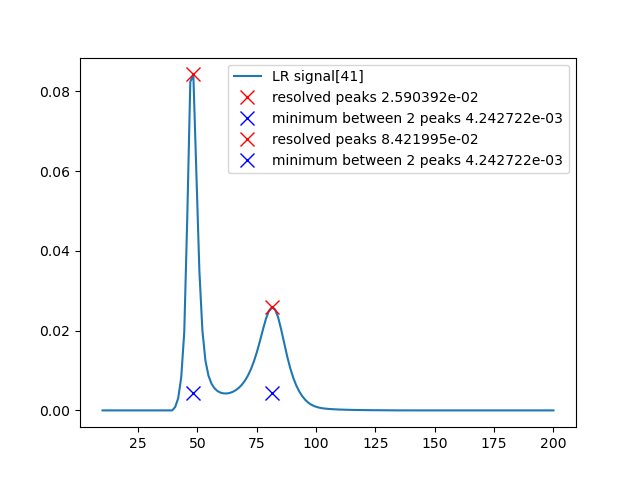 LR signal[41]
resolved peaks 2.590392e-02
minimum between 2 peaks 4.242722e-03
resolved peaks 8.421995e-02
minimum between 2 peaks 4.242722e-03
0.08
0.06
0.04
0.02
0.00
25 50 75 100 125 150 175 200